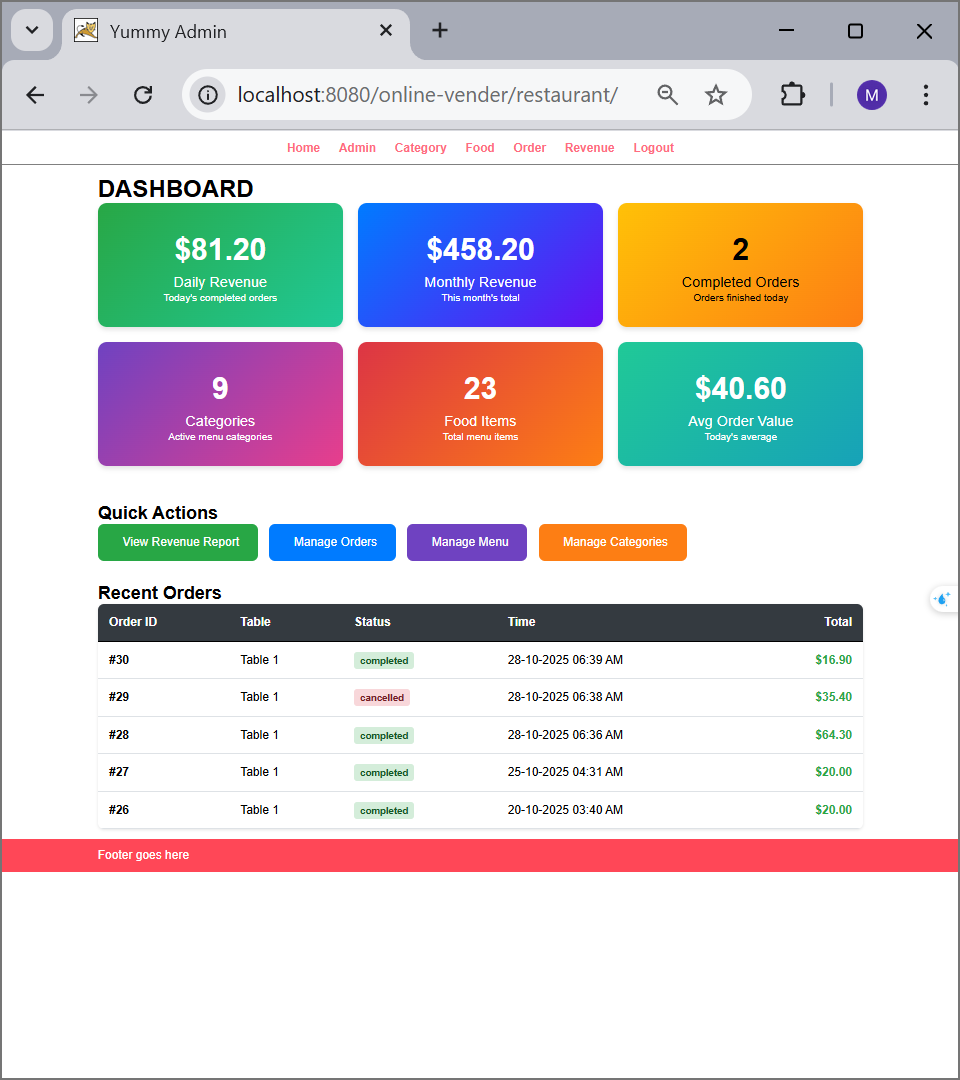 Yummy Admin
localhost:8080/online-vender/restaurant/
M
Home Admin Category Food Order Revenue Logout
DASHBOARD
$81.20
Daily Revenue
Today's completed orders
$458.20
Monthly Revenue
This month's total
2
Completed Orders
Orders finished today
9
Categories
Active menu categories
23
Food Items
Total menu items
$40.60
Avg Order Value
Today's average
Quick Actions
View Revenue Report Manage Orders Manage Menu Manage Categories
Recent Orders
Order ID Table Status Time Total
#30 Table 1 completed 28-10-2025 06:39 AM $16.90
#29 Table 1 cancelled 28-10-2025 06:38 AM $35.40
#28 Table 1 completed 28-10-2025 06:36 AM $64.30
#27 Table 1 completed 25-10-2025 04:31 AM $20.00
#26 Table 1 completed 20-10-2025 03:40 AM $20.00
Footer goes here